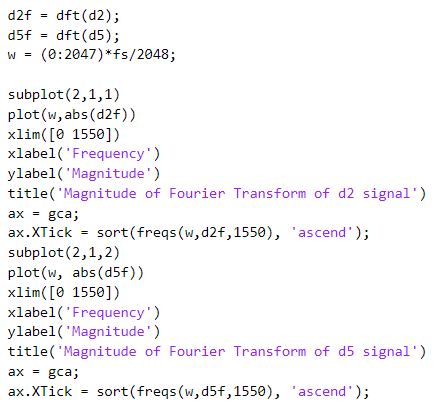 d2f = dft(d2);
d5f = dft(d5);
w = (0:2047)*fs/2048;
subplot(2,1,1)
plot(w,abs(d2f))
xlim([0 1550])
xlabel('Frequency')
ylabel('Magnitude')
title('Magnitude of Fourier Transform of d2 signal')
ax = gca;
ax.XTick = sort(freqs(w,d2f,1550), 'ascend');
subplot(2,1,2)
plot(w, abs(d5f))
xlim([0 1550])
xlabel('Frequency')
ylabel('Magnitude')
title('Magnitude of Fourier Transform of d5 signal')
ax = gca;
ax.XTick = sort(freqs(w,d5f,1550), 'ascend');